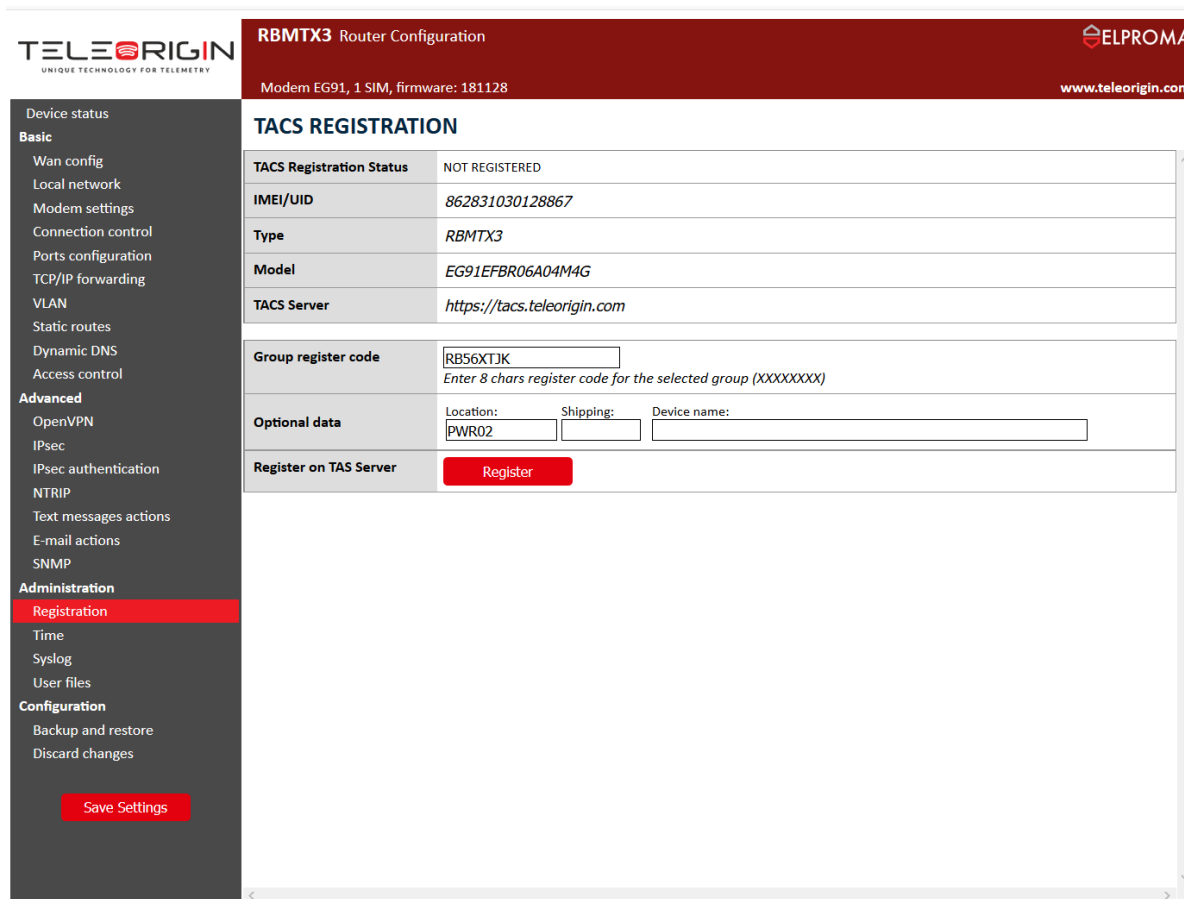 TELEORIGIN
UNIQUE TECHNOLOGY FOR TELEMETRY
RBMTX3 Router Configuration
ELPROMA
Modem EG91, 1 SIM, firmware: 181128
www.teleorigin.com
Device status
Basic
Wan config
Local network
Modem settings
Connection control
Ports configuration
TCP/IP forwarding
VLAN
Static routes
Dynamic DNS
Access control
Advanced
OpenVPN
IPsec
IPsec authentication
NTRIP
Text messages actions
E-mail actions
SNMP
Administration
Registration
Time
Syslog
User files
Configuration
Backup and restore
Discard changes
Save Settings
TACS REGISTRATION
TACS Registration Status NOT REGISTERED
IMEI/UID 862831030128867
Type RBMTX3
Model EG91EFBR06A04M4G
TACS Server https://tacs.teleorigin.com
Group register code RB56XTJK
Enter 8 chars register code for the selected group (XXXXXXXX)
Optional data Location: Shipping: Device name:
PWR02
Register on TAS Server Register